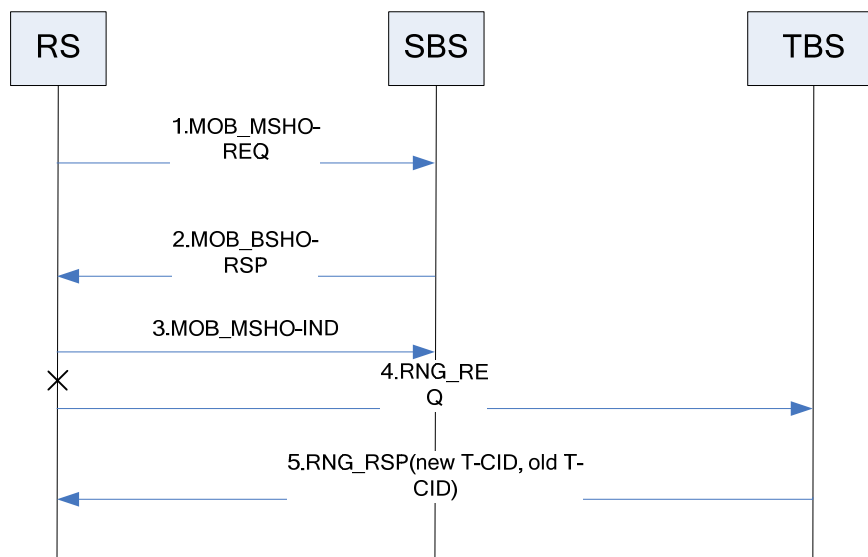 RS
SBS
TBS
1.MOB_MSHO-
REQ
2.MOB_BSHO-
RSP
3.MOB_MSHO-IND
4.RNG_RE
Q
5.RNG_RSP(new T-CID, old T-
CID)